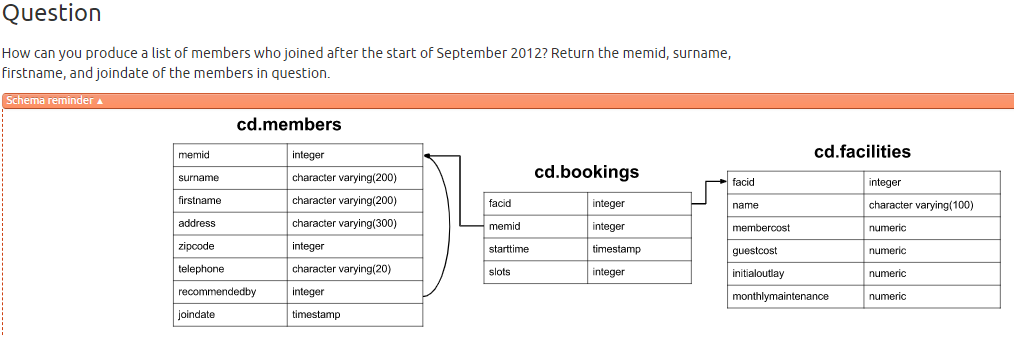 Question
How can you produce a list of members who joined after the start of September 2012? Return the memid, surname,
firstname, and joindate of the members in question.
Schema reminder ▲
cd.members
memid integer
surname character varying(200)
firstname character varying(200)
address character varying(300)
zipcode integer
telephone character varying(20)
recommendedby integer
joindate timestamp
cd.bookings
facid integer
memid integer
starttime timestamp
slots integer
cd.facilities
facid integer
name character varying(100)
membercost numeric
guestcost numeric
initialoutlay numeric
monthlymaintenance numeric